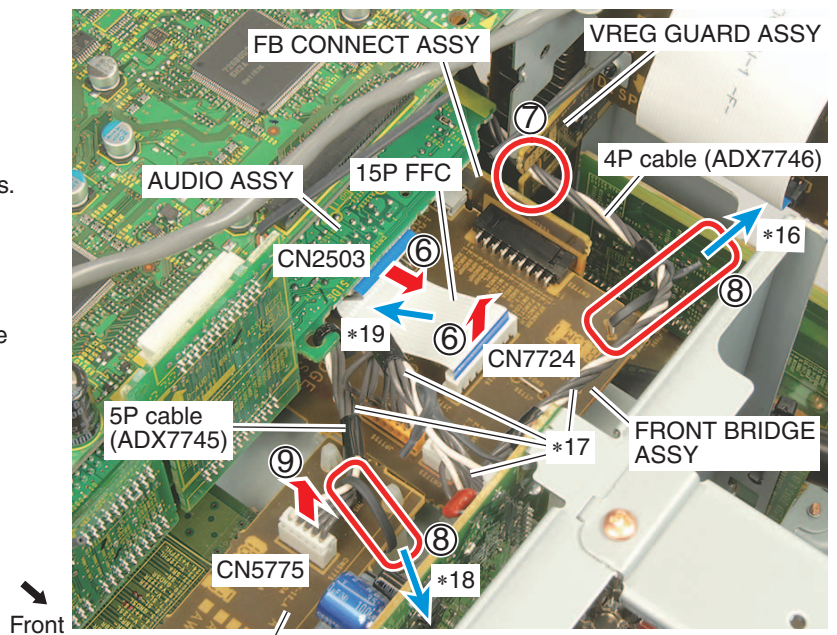 FB CONNECT ASSY
VREG GUARD ASSY
⑦
4P cable (ADX7746)
15P FFC
AUDIO ASSY
s.
*16
CN2503
⑥
⑧
*19
⑥
e
CN7724
5P cable
(ADX7745)
*17
FRONT BRIDGE
ASSY
⑨
⑧
CN5775
*18
Front